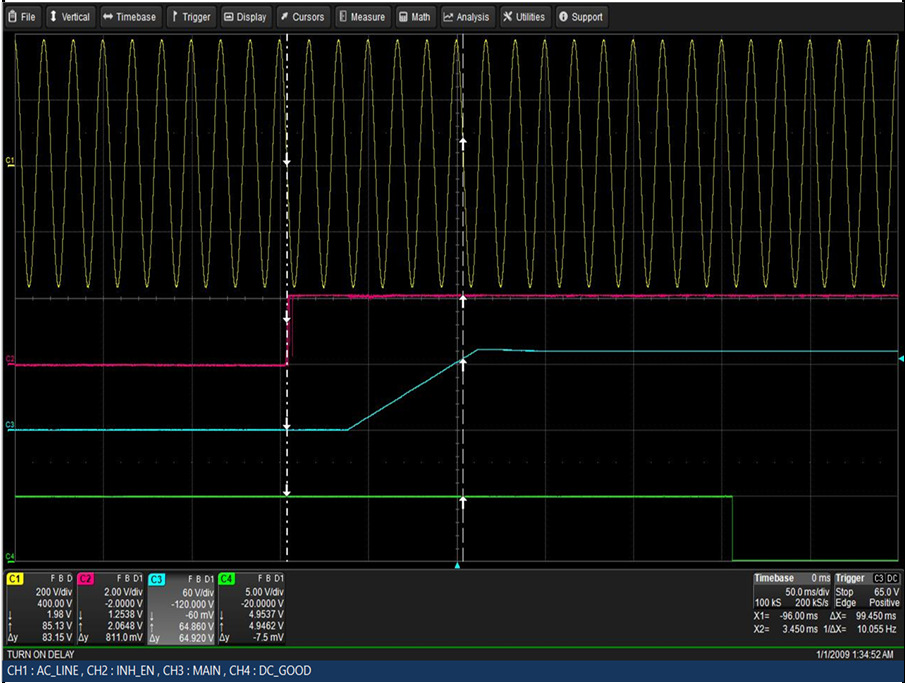 File Vertical Timebase Trigger Display Cursors Measure Math Analysis Utilities Support
C1
C2
C3
C4
C1 F B D C2 F B D1 C3 F B D1 C4 F B D1
200 V/div 2.00 V/div 60 V/div 5.00 V/div
400.00 V -2.0000 V -120.000 V -20.0000 V
↓ 1.98 V ↓ 1.2538 V ↓ -60 mV ↓ 4.9537 V
↑ 85.13 V ↑ 2.0648 V ↑ 64.860 V ↑ 4.9462 V
Δy 83.15 V Δy 811.0 mV Δy 64.920 V Δy -7.5 mV
Timebase 0 ms Trigger C3 DC
50.0 ms/div Stop 65.0 V
100 kS 200 kS/s Edge Positive
X1= -96.00 ms ΔX= 99.450 ms
X2= 3.450 ms 1/ΔX= 10.055 Hz
TURN ON DELAY 1/1/2009 1:34:52 AM
CH1 : AC_LINE , CH2 : INH_EN , CH3 : MAIN , CH4 : DC_GOOD